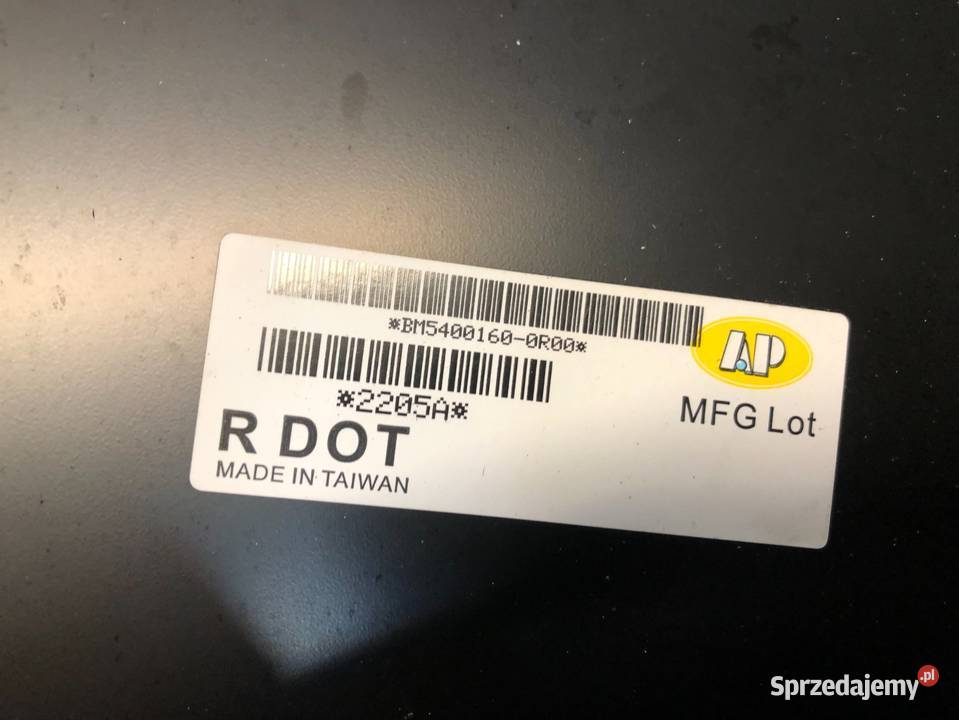 *BM5400160-0R00*
AP
*2205A*
MFG Lot
R DOT
MADE IN TAIWAN
Sprzedajemy.pl